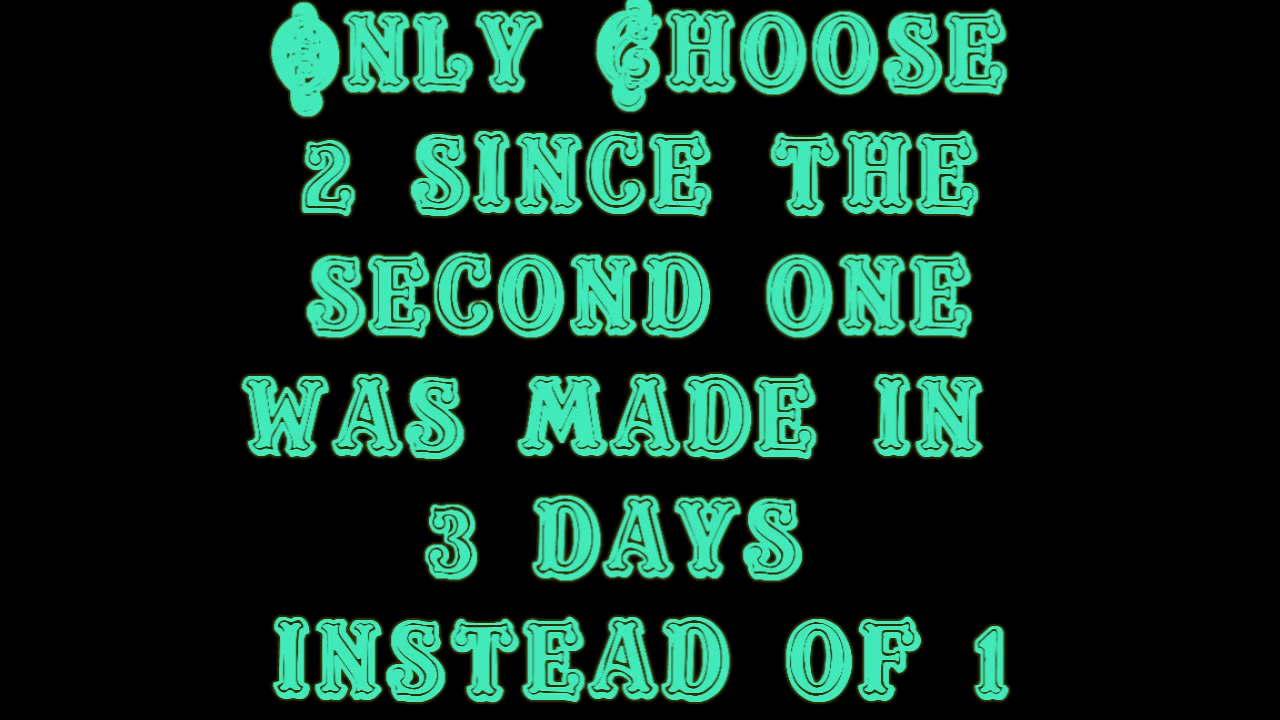 Only Choose
2 since the
second one
was made in
3 days
instead of 1